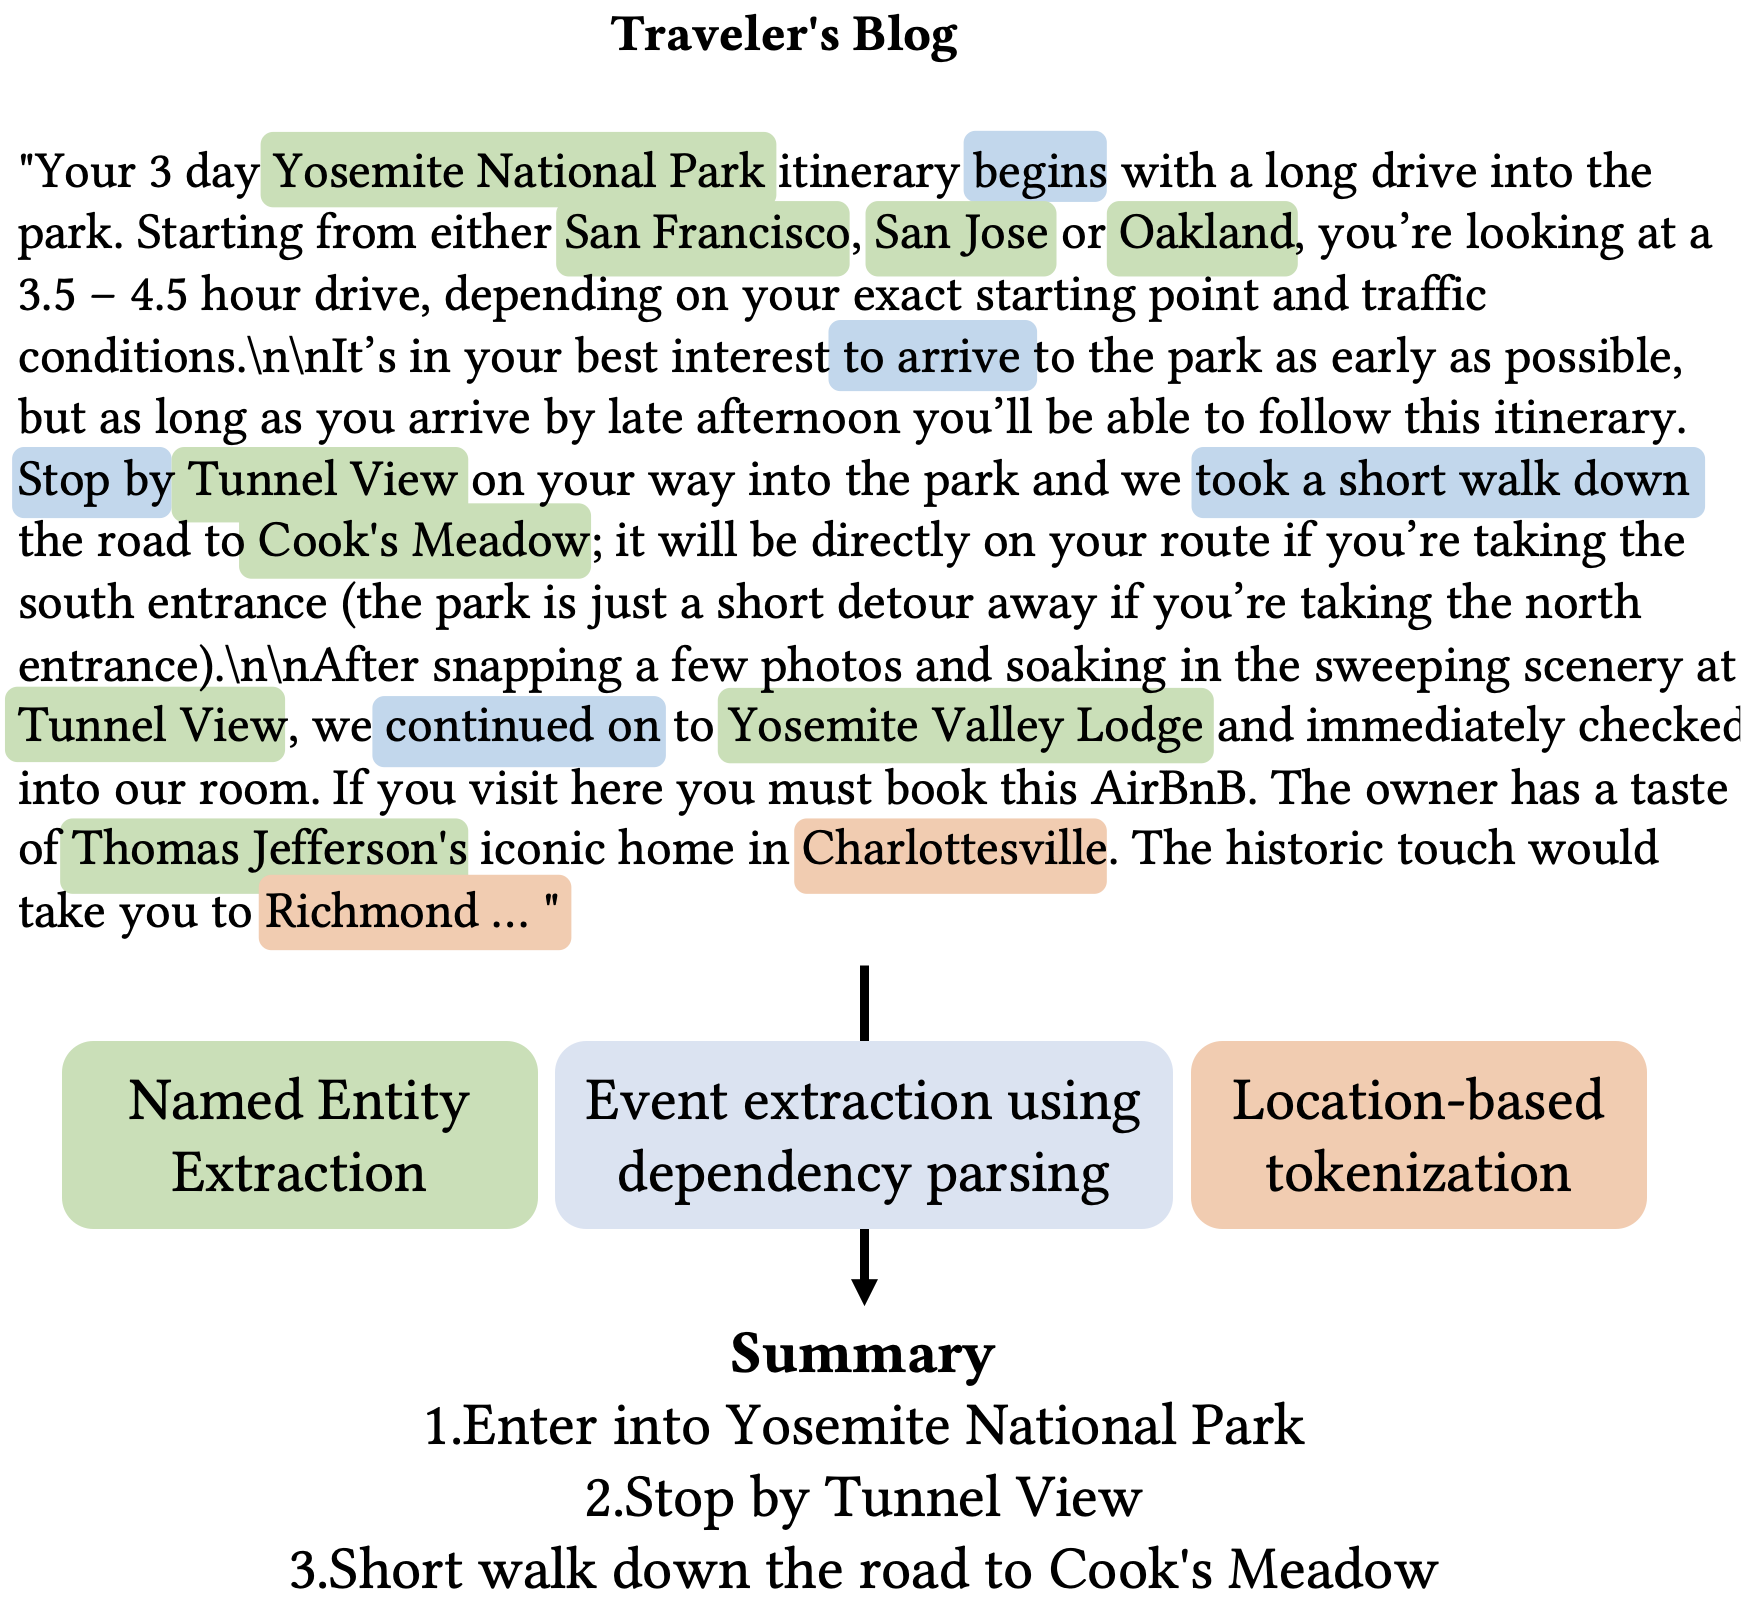 Traveler's Blog
"Your 3 day Yosemite National Park itinerary begins with a long drive into the
park. Starting from either San Francisco, San Jose or Oakland, you’re looking at a
3.5 – 4.5 hour drive, depending on your exact starting point and traffic
conditions.\n\nIt’s in your best interest to arrive to the park as early as possible,
but as long as you arrive by late afternoon you’ll be able to follow this itinerary.
Stop by Tunnel View on your way into the park and we took a short walk down
the road to Cook's Meadow; it will be directly on your route if you’re taking the
south entrance (the park is just a short detour away if you’re taking the north
entrance).\n\nAfter snapping a few photos and soaking in the sweeping scenery at
Tunnel View, we continued on to Yosemite Valley Lodge and immediately checked
into our room. If you visit here you must book this AirBnB. The owner has a taste
of Thomas Jefferson's iconic home in Charlottesville. The historic touch would
take you to Richmond ... "
Named Entity
Extraction
Event extraction using
dependency parsing
Location-based
tokenization
Summary
1.Enter into Yosemite National Park
2.Stop by Tunnel View
3.Short walk down the road to Cook's Meadow